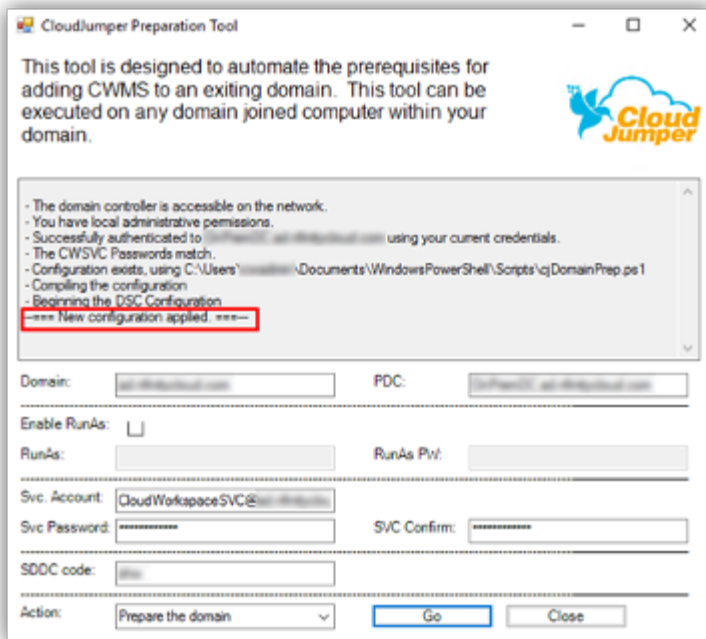 CloudJumper Preparation Tool
This tool is designed to automate the prerequisites for
adding CWMS to an exiting domain. This tool can be
executed on any domain joined computer within your
domain.
Cloud
Jumper
- The domain controller is accessible on the network.
- You have local administrative permissions.
- Successfully authenticated to using your current credentials.
- The CWSVC Passwords match.
- Configuration exists, using C:\Users\ \Documents\WindowsPowerShell\Scripts\cjDomainPrep.ps1
- Compiling the configuration
- Beginning the DSC Configuration
--=== New configuration applied. ===--
Domain: PDC:
Enable RunAs:
RunAs: RunAs PW:
Svc. Account: CloudWorkspaceSVC@
Svc Password: ************ SVC Confirm: ************
SDDC code:
Action: Prepare the domain Go Close